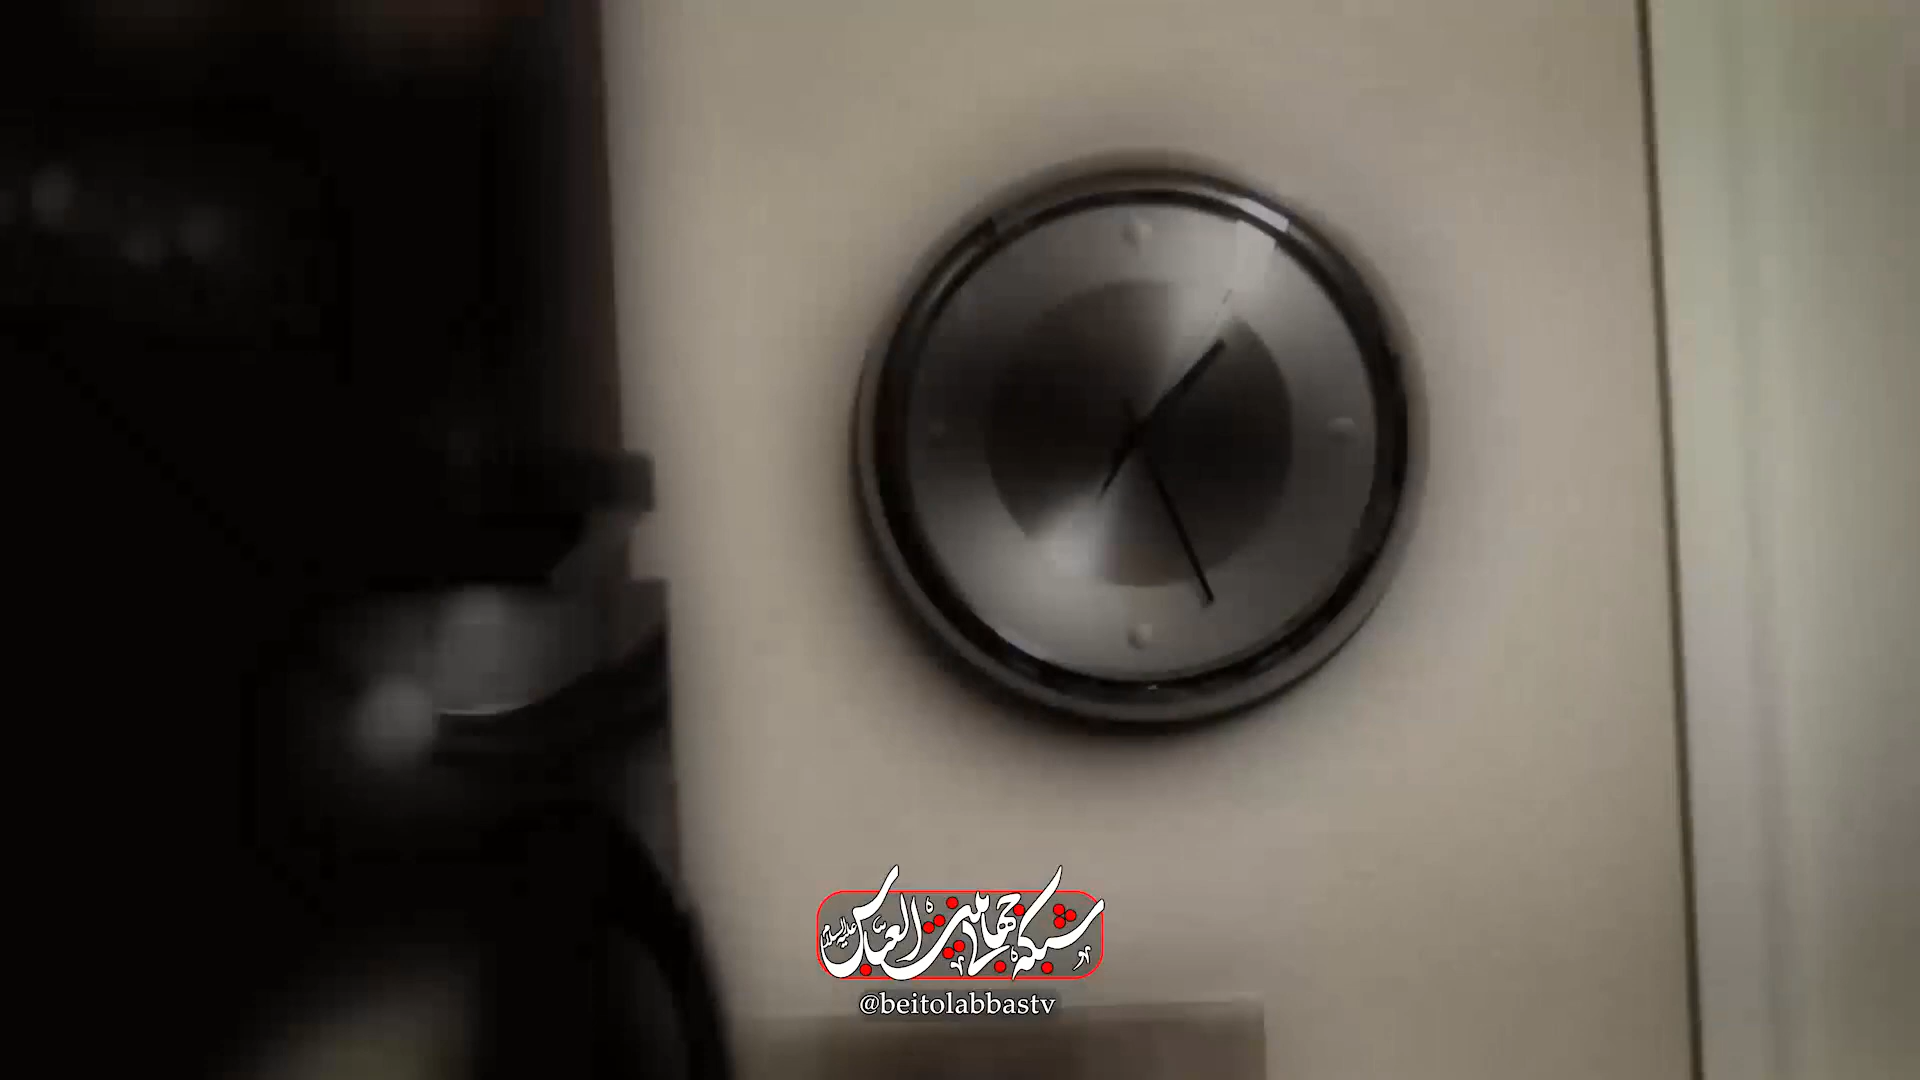 شبکه جهانی بیت العباس علیه السلام
@beitolabbastv